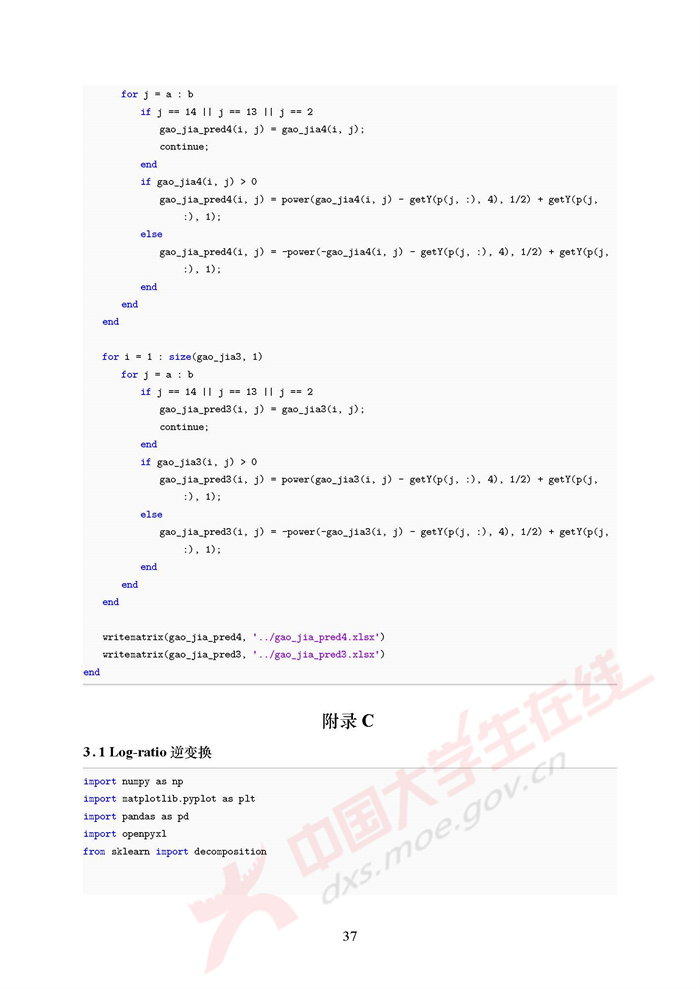 for j = a : b
if j == 14 || j == 13 || j == 2
gao_jia_pred4(i, j) = gao_jia4(i, j);
continue;
end
if gao_jia4(i, j) > 0
gao_jia_pred4(i, j) = power(gao_jia4(i, j) - getY(p(j, :), 4), 1/2) + getY(p(j,
:), 1);
else
gao_jia_pred4(i, j) = -power(-gao_jia4(i, j) - getY(p(j, :), 4), 1/2) + getY(p(j,
:), 1);
end
end
end
for i = 1 : size(gao_jia3, 1)
for j = a : b
if j == 14 || j == 13 || j == 2
gao_jia_pred3(i, j) = gao_jia3(i, j);
continue;
end
if gao_jia3(i, j) > 0
gao_jia_pred3(i, j) = power(gao_jia3(i, j) - getY(p(j, :), 4), 1/2) + getY(p(j,
:), 1);
else
gao_jia_pred3(i, j) = -power(-gao_jia3(i, j) - getY(p(j, :), 4), 1/2) + getY(p(j,
:), 1);
end
end
end
writematrix(gao_jia_pred4, '../gao_jia_pred4.xlsx')
writematrix(gao_jia_pred3, '../gao_jia_pred3.xlsx')
end
附录 C
3.1 Log-ratio 逆变换
import numpy as np
import matplotlib.pyplot as plt
import pandas as pd
import openpyxl
from sklearn import decomposition
中国大学生在线
dxs.moe.gov.cn
37